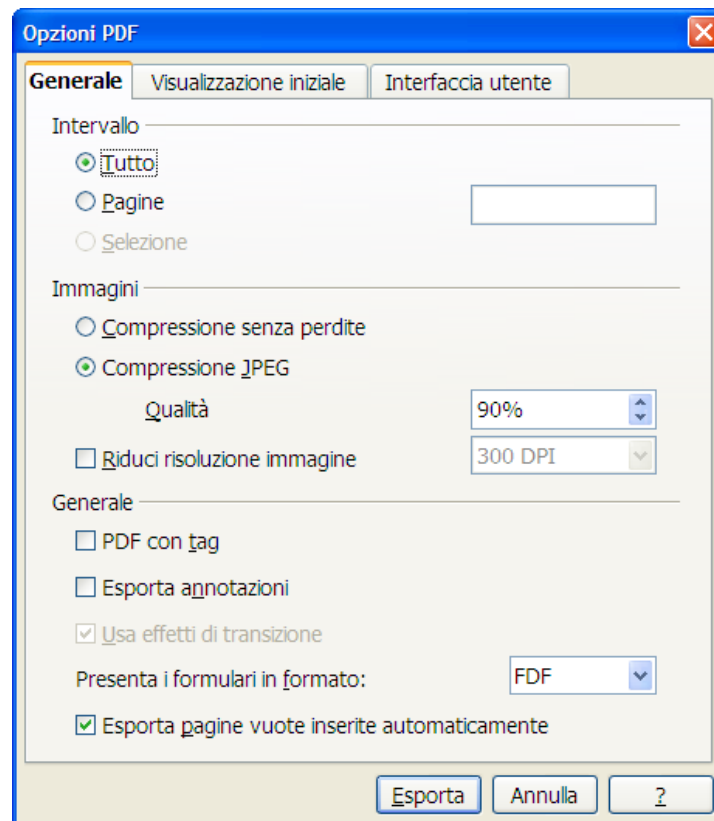 Opzioni PDF
Generale Visualizzazione iniziale Interfaccia utente
Intervallo
Tutto
Pagine
Selezione
Immagini
Compressione senza perdite
Compressione JPEG
Qualità 90%
Riduci risoluzione immagine 300 DPI
Generale
PDF con tag
Esporta annotazioni
Usa effetti di transizione
Presenta i formulari in formato: FDF
Esporta pagine vuote inserite automaticamente
Esporta Annulla ?